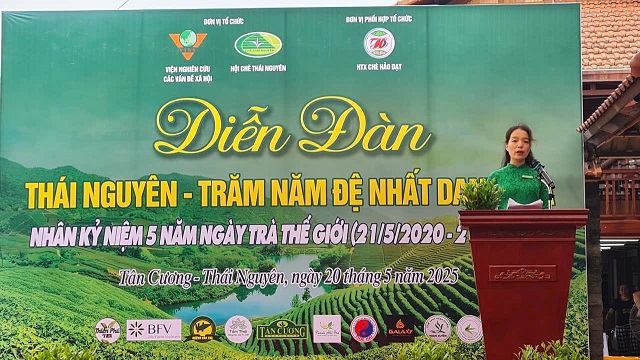 ĐƠN VỊ TỔ CHỨC
ĐƠN VỊ PHỐI HỢP TỔ CHỨC
VIỆN NGHIÊN CỨU
CÁC VẤN ĐỀ XÃ HỘI
HỘI CHÈ THÁI NGUYÊN
HTX CHÈ HẢO ĐẠT
Diễn Đàn
THÁI NGUYÊN - TRĂM NĂM ĐỆ NHẤT DAN
NHÂN KỶ NIỆM 5 NĂM NGÀY TRÀ THẾ GIỚI (21/5/2020 - 2
Tân Cương - Thái Nguyên, ngày 20 tháng 5 năm 2025
BFV
TÂN CƯƠNG
GALAXY